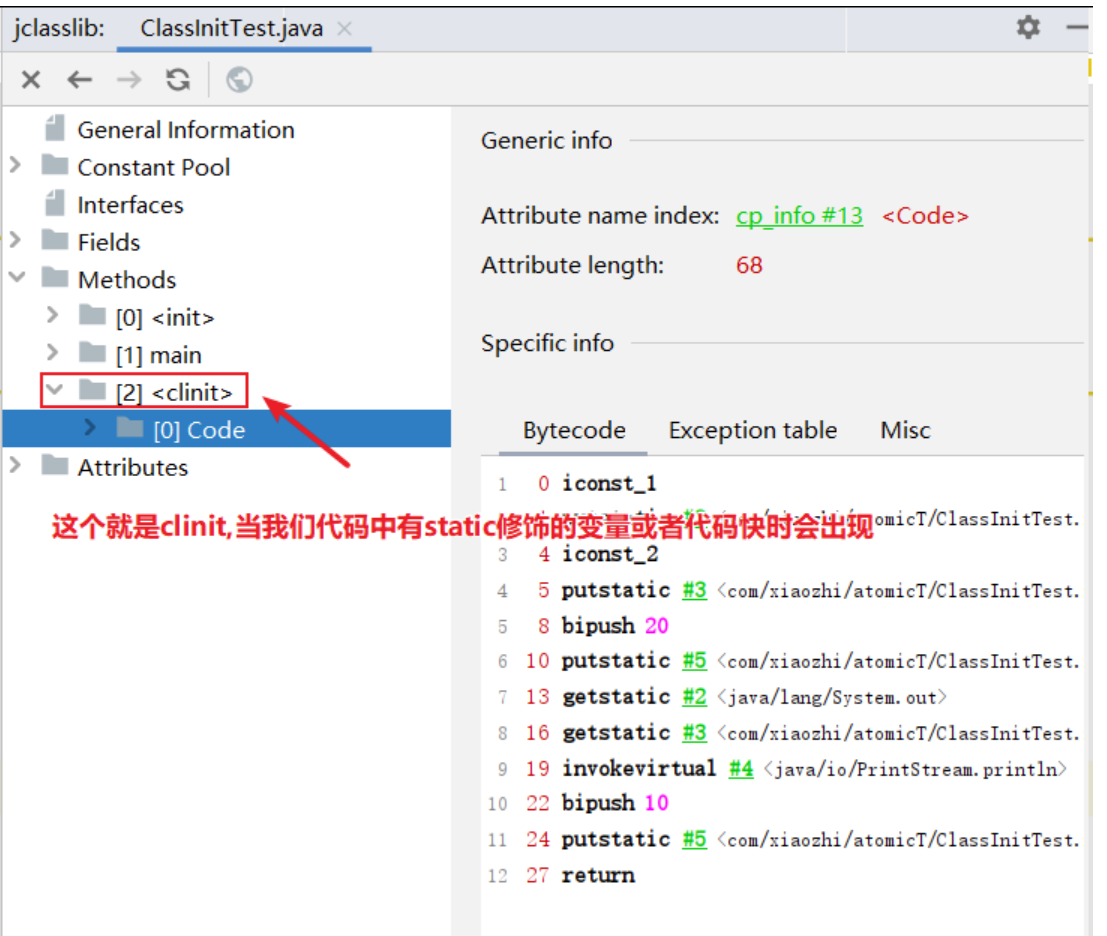 jclasslib:
ClassInitTest.java
General Information
Constant Pool
Interfaces
Fields
Methods
[0] <init>
[1] main
[2] <clinit>
[0] Code
Attributes
Generic info
Attribute name index: cp_info #13 <Code>
Attribute length: 68
Specific info
Bytecode Exception table Misc
1 0 iconst_1
这个就是clinit,当我们代码中有static修饰的变量或者代码快时会出现
omicT/ClassInitTest.
3 4 iconst_2
4 5 putstatic #3 <com/xiaozhi/atomicT/ClassInitTest.
5 8 bipush 20
6 10 putstatic #5 <com/xiaozhi/atomicT/ClassInitTest.
7 13 getstatic #2 <java/lang/System.out>
8 16 getstatic #3 <com/xiaozhi/atomicT/ClassInitTest.
9 19 invokevirtual #4 <java/io/PrintStream.println>
10 22 bipush 10
11 24 putstatic #5 <com/xiaozhi/atomicT/ClassInitTest.
12 27 return